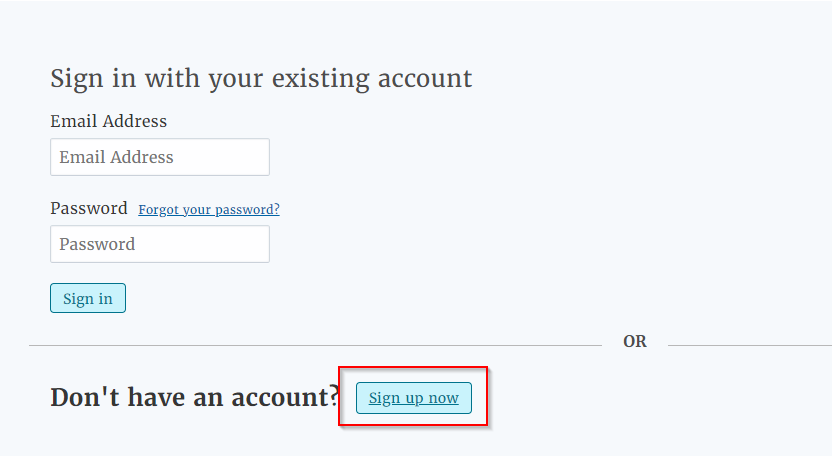 Sign in with your existing account
Email Address
Email Address
Password Forgot your password?
Password
Sign in
OR
Don't have an account? Sign up now